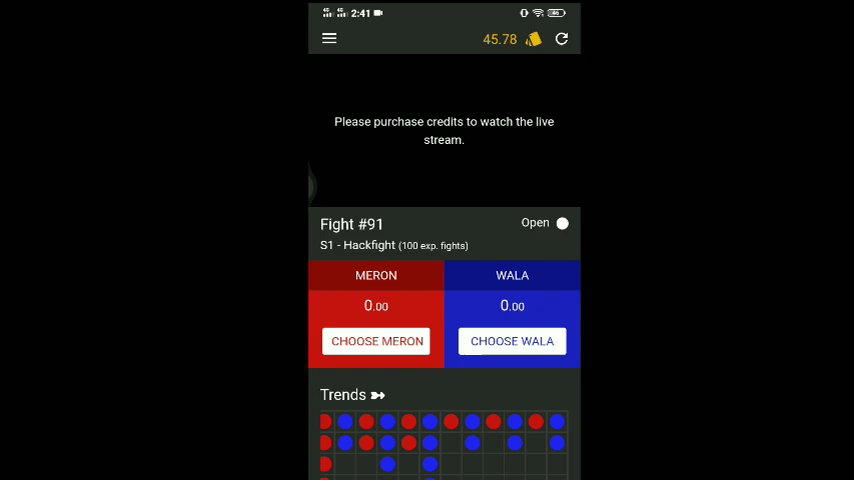 2:41
46
45.78
Please purchase credits to watch the live
stream.
Fight #91
Open
S1 - Hackfight (100 exp. fights)
MERON
WALA
0.00
0.00
CHOOSE MERON
CHOOSE WALA
Trends